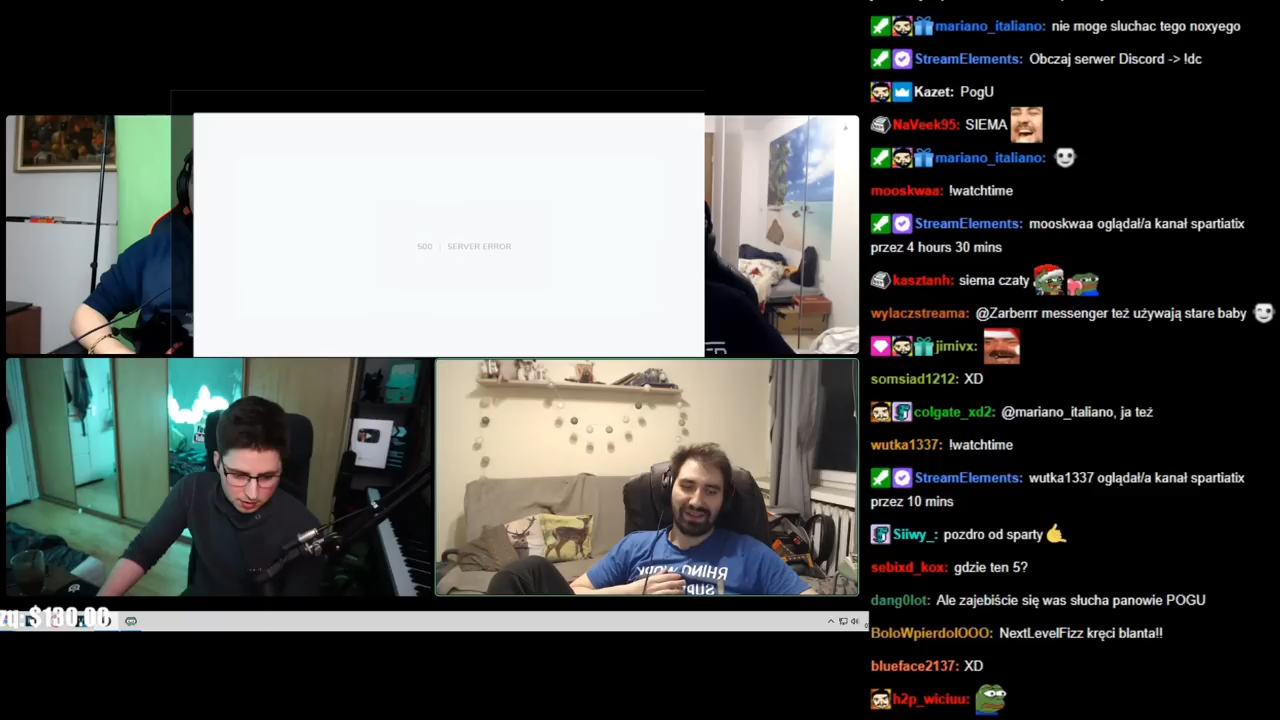 mariano_italiano: nie moge sluchac tego noxyego
StreamElements: Obczaj serwer Discord -> !dc
Kazet: PogU
NaVeek95: SIEMA
mariano_italiano:
mooskwaa: !watchtime
StreamElements: mooskwaa oglądał/a kanał spartiatix
przez 4 hours 30 mins
kasztanh: siema czaty
wylaczstreama: @Zarberrr messenger też używają stare baby
jimivx:
somsiad1212: XD
colgate_xd2: @mariano_italiano, ja też
wutka1337: !watchtime
StreamElements: wutka1337 oglądał/a kanał spartiatix
przez 10 mins
Siiwy_: pozdro od sparty
sebixd_kox: gdzie ten 5?
dang0lot: Ale zajebiście się was słucha panowie POGU
BoloWpierdolOOO: NextLevelFizz kręci blanta!!
blueface2137: XD
h2p_wiciuu:
500 | SERVER ERROR
$130.00